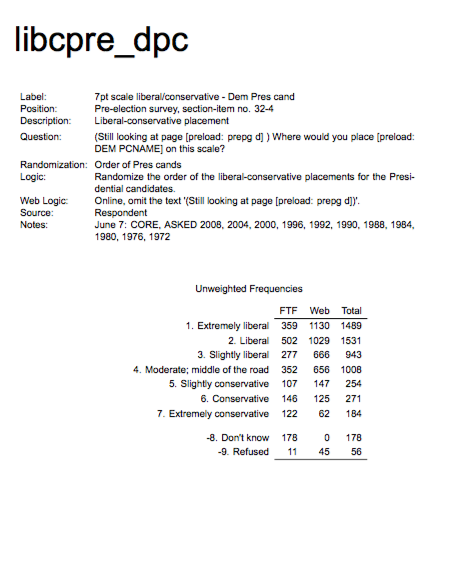 libcpre_dpc
Label: 7pt scale liberal/conservative - Dem Pres cand
Position: Pre-election survey, section-item no. 32-4
Description: Liberal-conservative placement
Question: (Still looking at page [preload: prepg d] ) Where would you place [preload:
DEM PCNAME] on this scale?
Randomization: Order of Pres cands
Logic: Randomize the order of the liberal-conservative placements for the Presi-
dential candidates.
Web Logic: Online, omit the text '(Still looking at page [preload: prepg d])'.
Source: Respondent
Notes: June 7: CORE, ASKED 2008, 2004, 2000, 1996, 1992, 1990, 1988, 1984,
1980, 1976, 1972
Unweighted Frequencies
FTF Web Total
1. Extremely liberal 359 1130 1489
2. Liberal 502 1029 1531
3. Slightly liberal 277 666 943
4. Moderate; middle of the road 352 656 1008
5. Slightly conservative 107 147 254
6. Conservative 146 125 271
7. Extremely conservative 122 62 184
-8. Don't know 178 0 178
-9. Refused 11 45 56